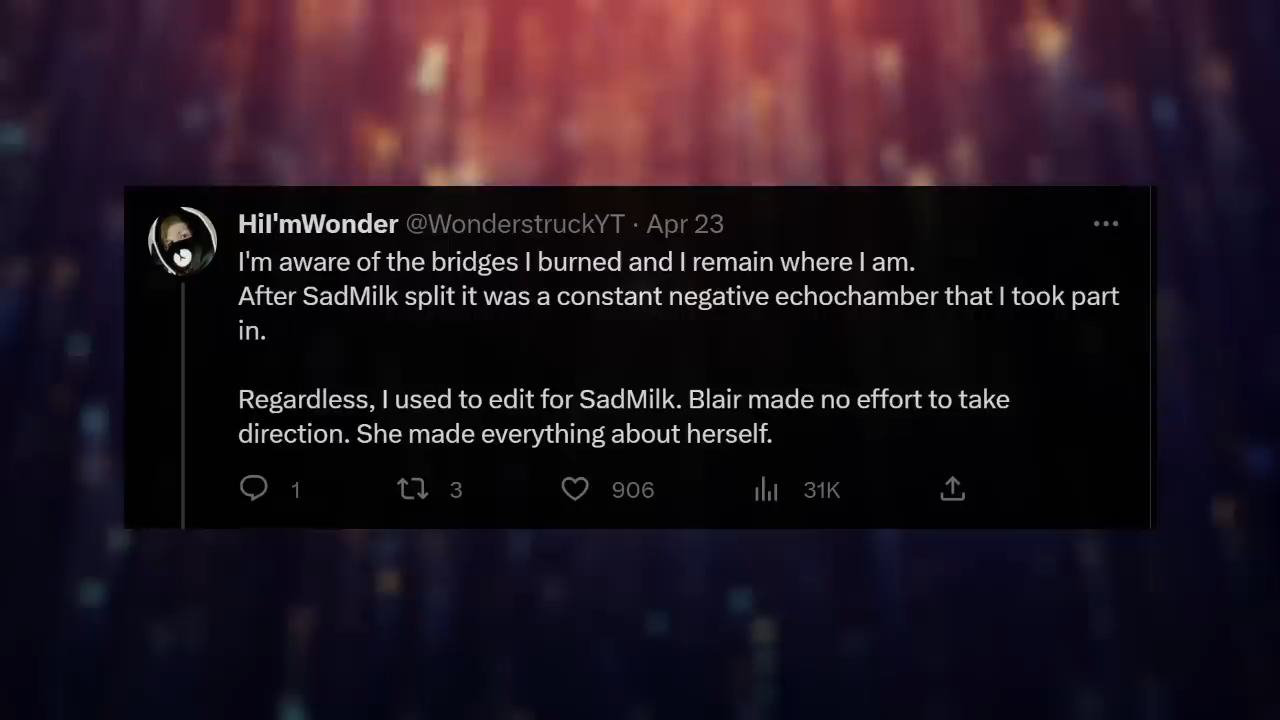 HiI'mWonder @WonderstruckYT · Apr 23
I'm aware of the bridges I burned and I remain where I am.
After SadMilk split it was a constant negative echochamber that I took part
in.
Regardless, I used to edit for SadMilk. Blair made no effort to take
direction. She made everything about herself.
1 3 906 31K